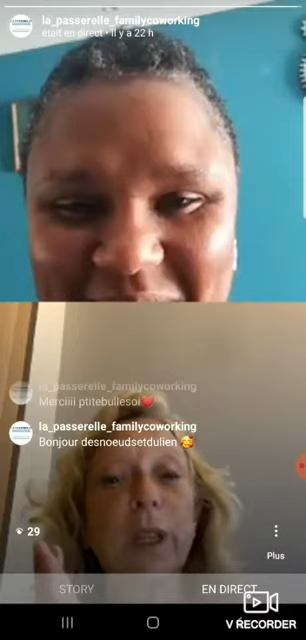 la_passerelle_familycoworking
était en direct • Il y a 22 h
la_passerelle_familycoworking
Merciiii ptitebullesoi❤️
la_passerelle_familycoworking
Bonjour desnoeudsetdulien 🥰
29
Plus
STORY
EN DIRECT
V RECORDER